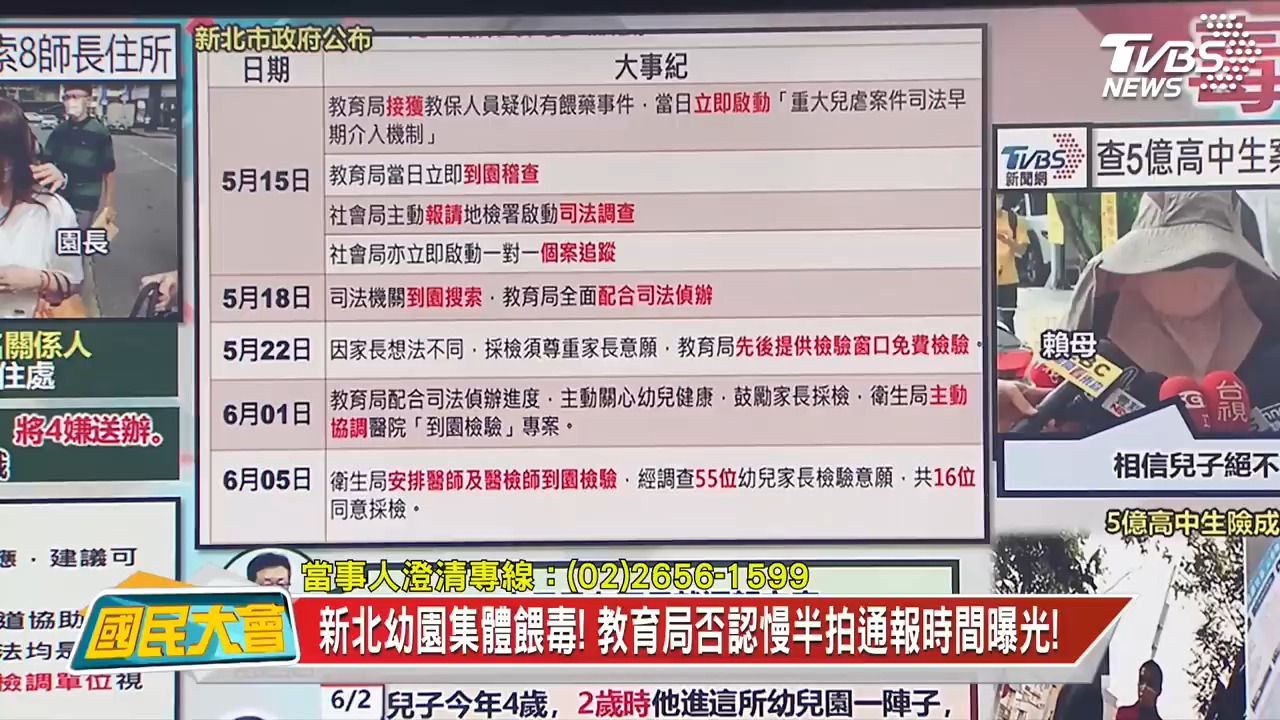 新北市政府公布
索8師長住所
日期
大事紀
TVBS
NEWS
毒
5月15日
教育局接獲教保人員疑似有餵藥事件，當日立即啟動「重大兒虐案件司法早
期介入機制」
教育局當日立即到園稽查
社會局主動報請地檢署啟動司法調查
社會局亦立即啟動一對一個案追蹤
5月18日
司法機關到園搜索，教育局全面配合司法偵辦
5月22日
因家長想法不同，採檢須尊重家長意願，教育局先後提供檢驗窗口免費檢驗。
6月01日
教育局配合司法偵辦進度，主動關心幼兒健康，鼓勵家長採檢，衛生局主動
協調醫院「到園檢驗」專案。
6月05日
衛生局安排醫師及醫檢師到園檢驗，經調查55位幼兒家長檢驗意願，共16位
同意採檢。
園長
關係人
住處
將4嫌送辦。
TVBS
新聞網
查5億高中生案
賴母
台視
相信兒子絕不
5億高中生險成
應，建議可
道協助
法均是
檢調單位視
當事人澄清專線：(02)2656-1599
國民大會
新北幼園集體餵毒! 教育局否認慢半拍通報時間曝光!
6/2
兒子今年4歲，2歲時他進這所幼兒園一陣子，